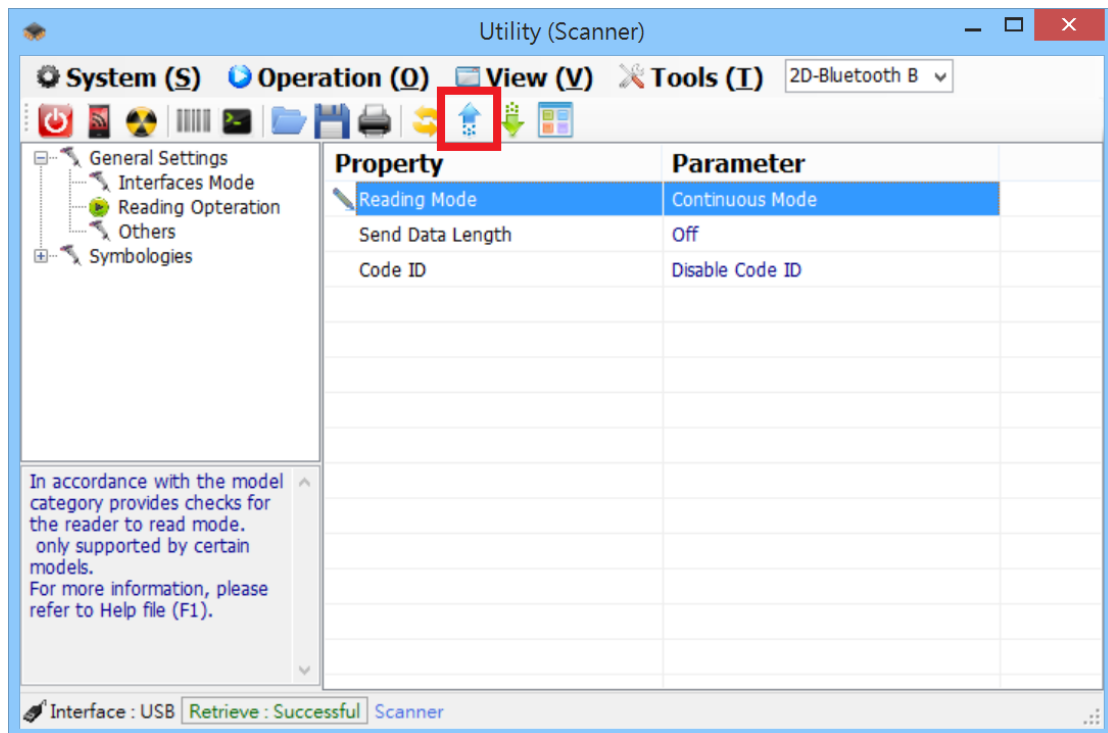 Utility (Scanner)
System (S) Operation (O) View (V) Tools (T) 2D-Bluetooth B
General Settings
Interfaces Mode
Reading Opteration
Others
Symbologies
Property Parameter
Reading Mode Continuous Mode
Send Data Length Off
Code ID Disable Code ID
In accordance with the model
category provides checks for
the reader to read mode.
only supported by certain
models.
For more information, please
refer to Help file (F1).
Interface : USB Retrieve : Successful Scanner